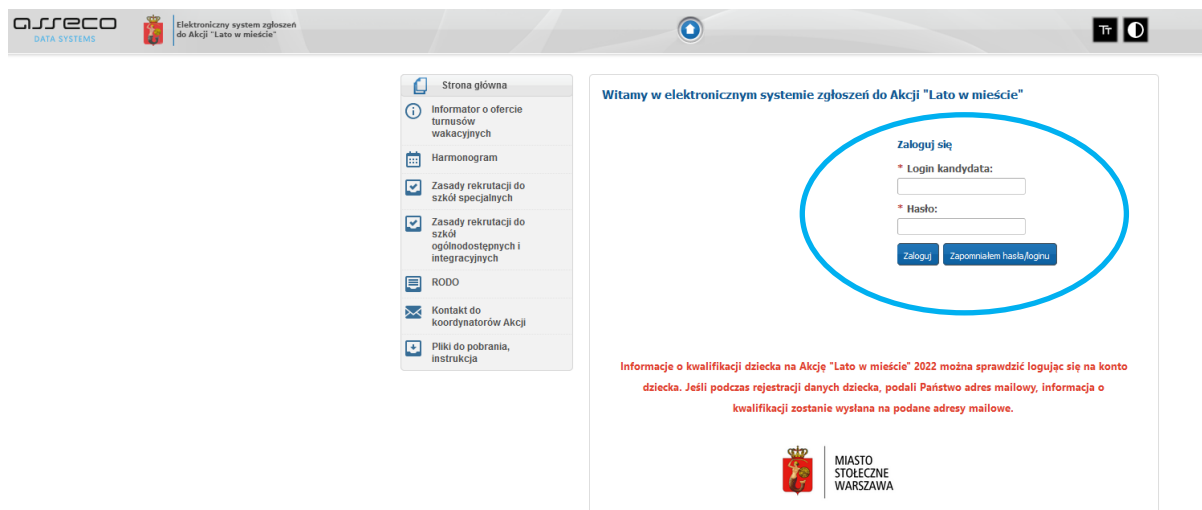 asseco
DATA SYSTEMS
Elektroniczny system zgłoszeń
do Akcji "Lato w mieście"
TT
Strona główna
Informator o ofercie
turnusów
wakacyjnych
Harmonogram
Zasady rekrutacji do
szkół specjalnych
Zasady rekrutacji do
szkół
ogólnodostępnych i
integracyjnych
RODO
Kontakt do
koordynatorów Akcji
Pliki do pobrania,
instrukcja
Witamy w elektronicznym systemie zgłoszeń do Akcji "Lato w mieście"
Zaloguj się
* Login kandydata:
* Hasło:
Zaloguj
Zapomniałem hasła/loginu
Informacje o kwalifikacji dziecka na Akcję "Lato w mieście" 2022 można sprawdzić logując się na konto
dziecka. Jeśli podczas rejestracji danych dziecka, podali Państwo adres mailowy, informacja o
kwalifikacji zostanie wysłana na podane adresy mailowe.
MIASTO
STOŁECZNE
WARSZAWA